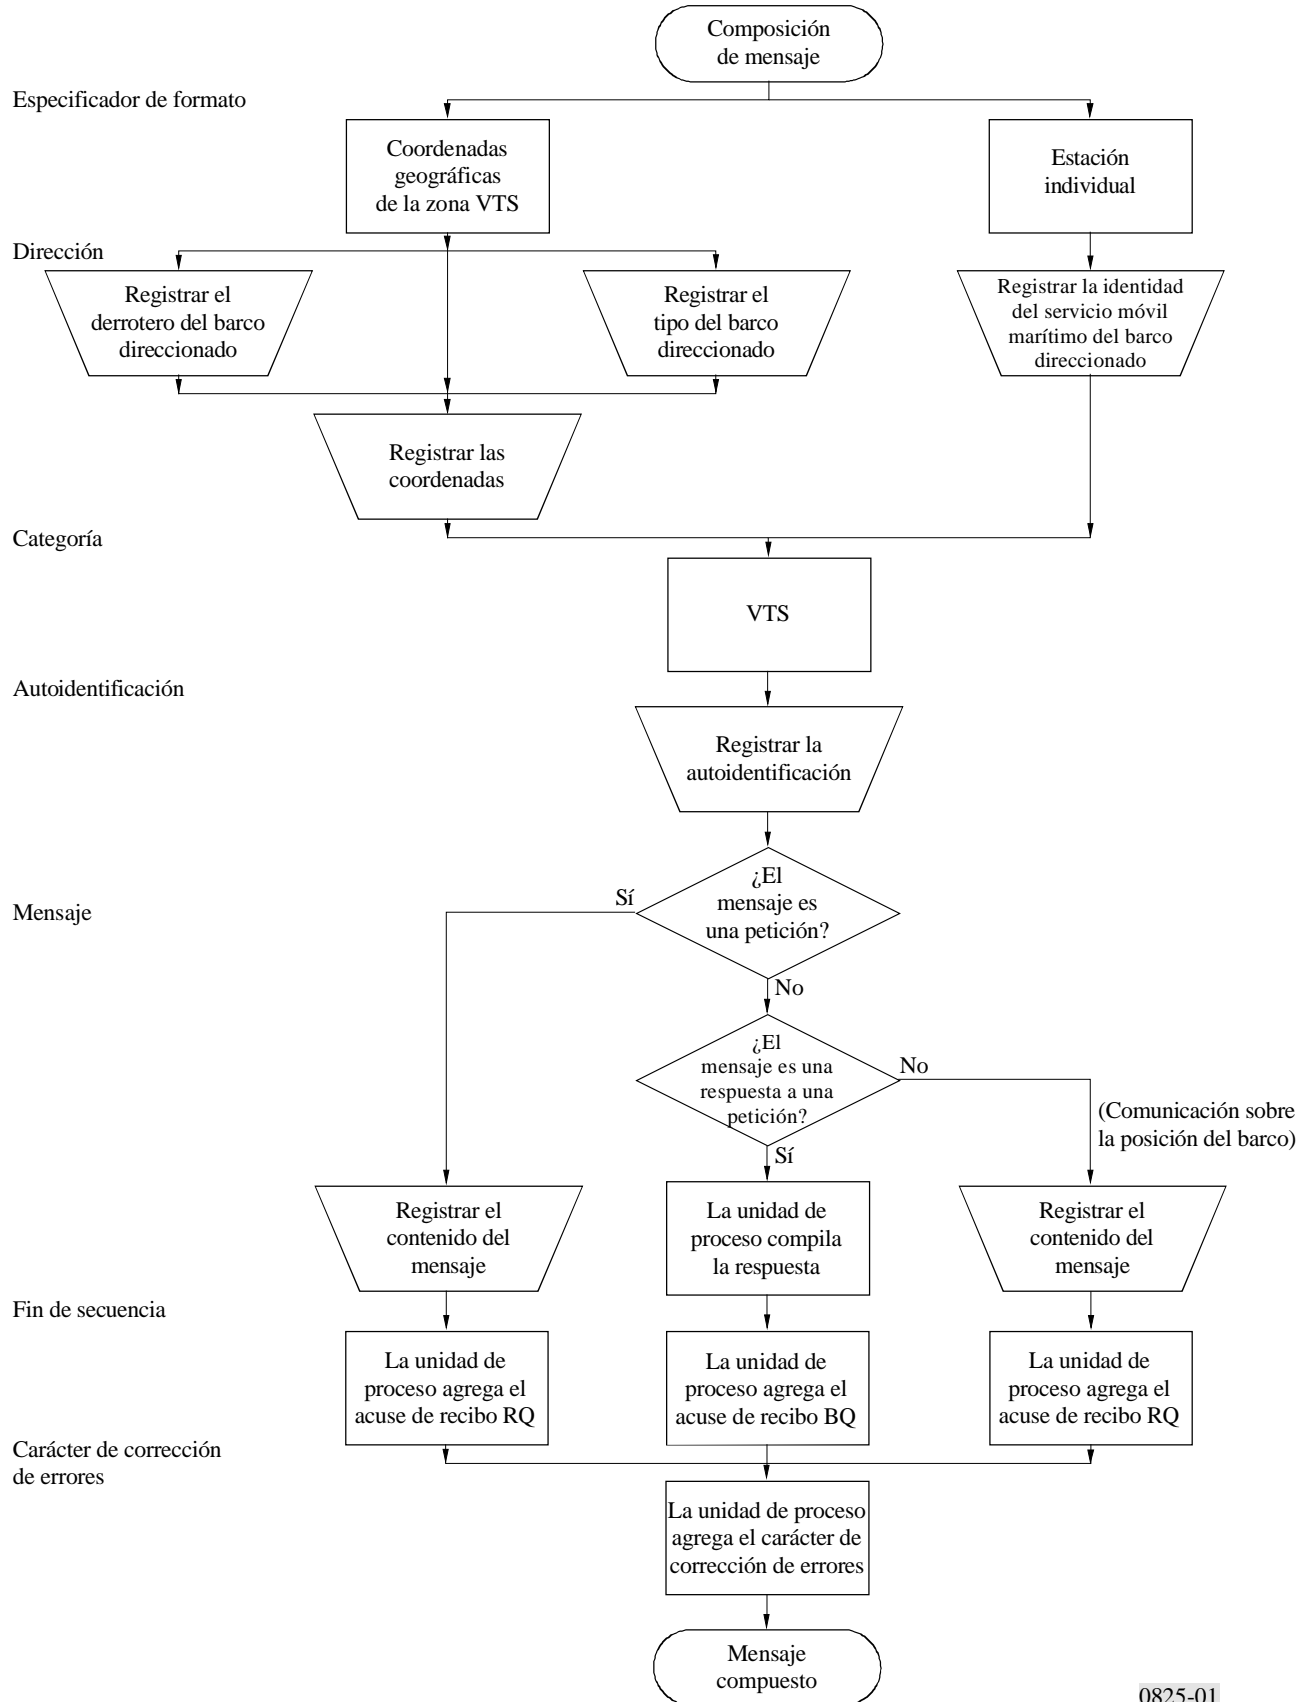 Composición
de mensaje
Especificador de formato
Coordenadas
geográficas
de la zona VTS
Estación
individual
Dirección
Registrar el
derrotero del barco
direccionado
Registrar el
tipo del barco
direccionado
Registrar la identidad
del servicio móvil
marítimo del barco
direccionado
Registrar las
coordenadas
Categoría
VTS
Autoidentificación
Registrar la
autoidentificación
Mensaje
Sí
¿El
mensaje es
una petición?
No
¿El
mensaje es una
respuesta a una
petición?
No
(Comunicación sobre
la posición del barco)
Sí
Registrar el
contenido del
mensaje
La unidad de
proceso compila
la respuesta
Registrar el
contenido del
mensaje
Fin de secuencia
La unidad de
proceso agrega el
acuse de recibo RQ
La unidad de
proceso agrega el
acuse de recibo BQ
La unidad de
proceso agrega el
acuse de recibo RQ
Carácter de corrección
de errores
La unidad de proceso
agrega el carácter de
corrección de errores
Mensaje
compuesto
0825-01